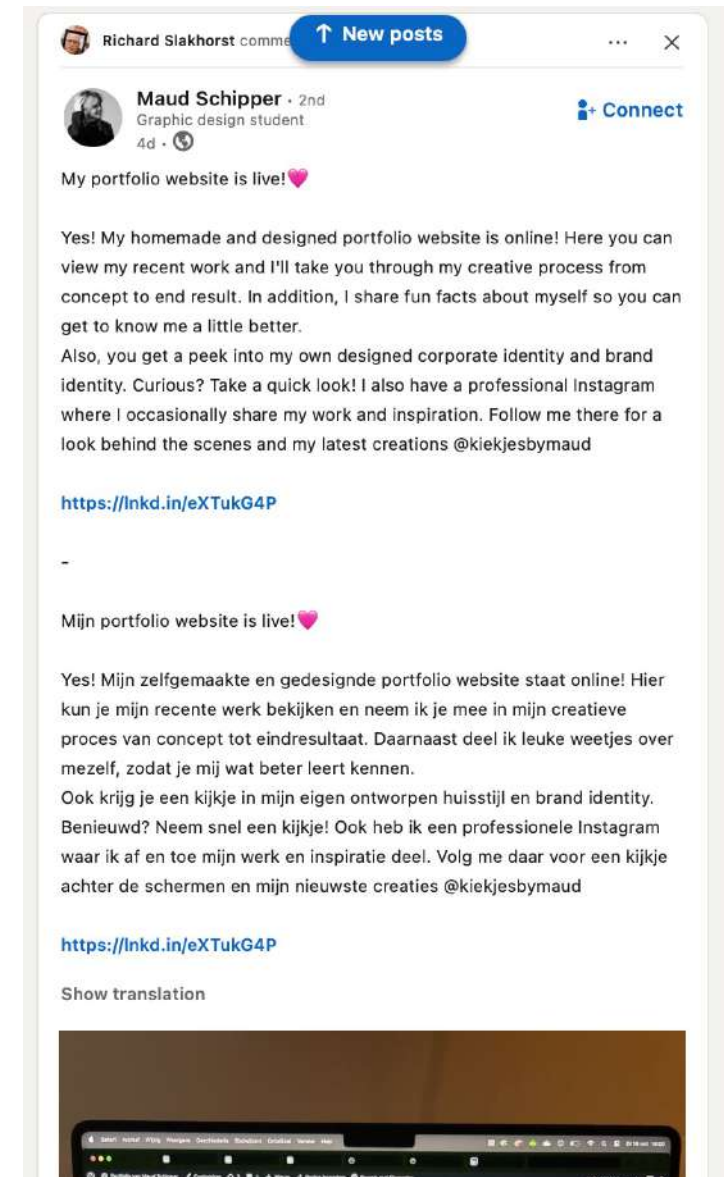 Richard Slakhorst comme
↑ New posts
Maud Schipper · 2nd
Graphic design student
4d ·
Connect
My portfolio website is live!💗
Yes! My homemade and designed portfolio website is online! Here you can
view my recent work and I'll take you through my creative process from
concept to end result. In addition, I share fun facts about myself so you can
get to know me a little better.
Also, you get a peek into my own designed corporate identity and brand
identity. Curious? Take a quick look! I also have a professional Instagram
where I occasionally share my work and inspiration. Follow me there for a
look behind the scenes and my latest creations @kiekjesbymaud
https://lnkd.in/eXTukG4P
-
Mijn portfolio website is live!💗
Yes! Mijn zelfgemaakte en gedesignde portfolio website staat online! Hier
kun je mijn recente werk bekijken en neem ik je mee in mijn creatieve
proces van concept tot eindresultaat. Daarnaast deel ik leuke weetjes over
mezelf, zodat je mij wat beter leert kennen.
Ook krijg je een kijkje in mijn eigen ontworpen huisstijl en brand identity.
Benieuwd? Neem snel een kijkje! Ook heb ik een professionele Instagram
waar ik af en toe mijn werk en inspiratie deel. Volg me daar voor een kijkje
achter de schermen en mijn nieuwste creaties @kiekjesbymaud
https://lnkd.in/eXTukG4P
Show translation